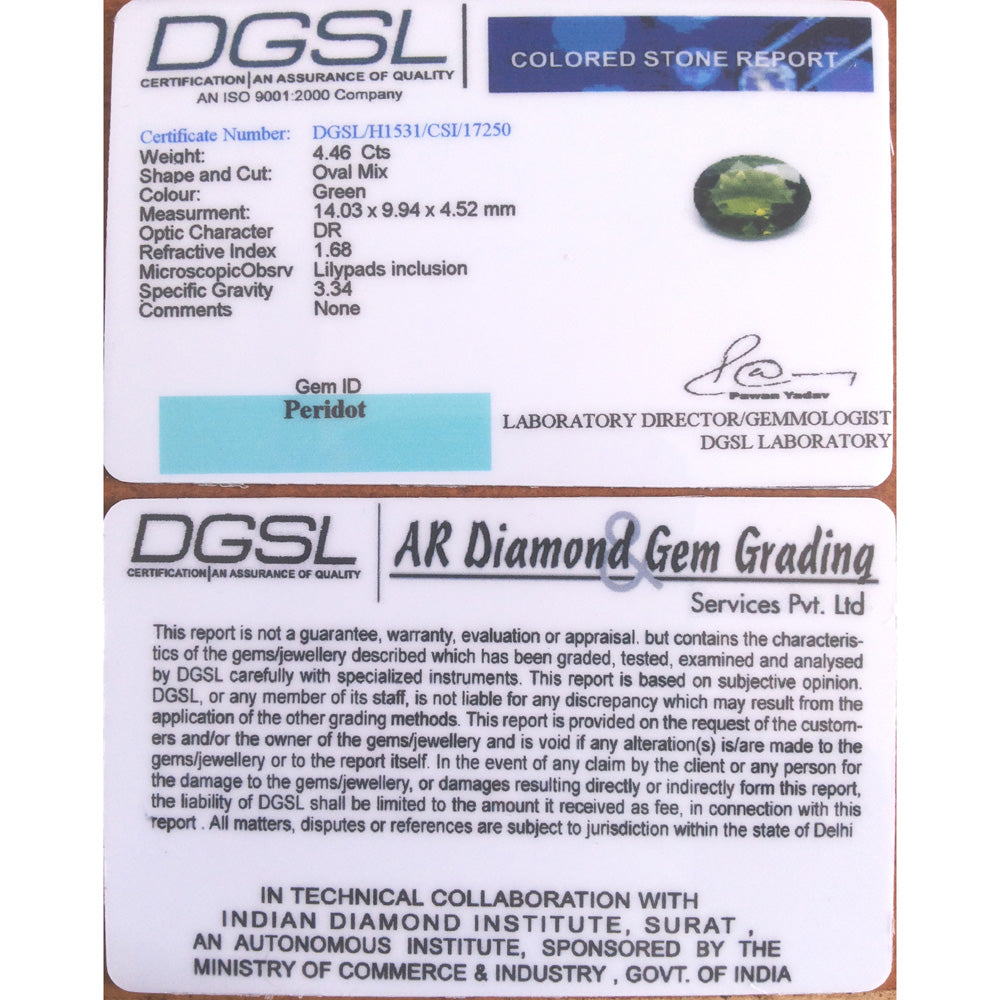 DGSL
CERTIFICATION|AN ASSURANCE OF QUALITY
AN ISO 9001:2000 Company
COLORED STONE REPORT
Certificate Number: DGSL/H1531/CSI/17250
Weight: 4.46 Cts
Shape and Cut: Oval Mix
Colour: Green
Measurment: 14.03 x 9.94 x 4.52 mm
Optic Character DR
Refractive Index 1.68
MicroscopicObsrv Lilypads inclusion
Specific Gravity 3.34
Comments None
Gem ID
Peridot
Pawan Yadav
LABORATORY DIRECTOR/GEMMOLOGIST
DGSL LABORATORY
DGSL
CERTIFICATION|AN ASSURANCE OF QUALITY
AR Diamond & Gem Grading
Services Pvt. Ltd
This report is not a guarantee, warranty, evaluation or appraisal. but contains the characteris-
tics of the gems/jewellery described which has been graded, tested, examined and analysed
by DGSL carefully with specialized instruments. This report is based on subjective opinion.
DGSL, or any member of its staff, is not liable for any discrepancy which may result from the
application of the other grading methods. This report is provided on the request of the custom-
ers and/or the owner of the gems/jewellery and is void if any alteration(s) is/are made to the
gems/jewellery or to the report itself. In the event of any claim by the client or any person for
the damage to the gems/jewellery, or damages resulting directly or indirectly form this report,
the liability of DGSL shall be limited to the amount it received as fee, in connection with this
report . All matters, disputes or references are subject to jurisdiction within the state of Delhi
IN TECHNICAL COLLABORATION WITH
INDIAN DIAMOND INSTITUTE, SURAT ,
AN AUTONOMOUS INSTITUTE, SPONSORED BY THE
MINISTRY OF COMMERCE & INDUSTRY , GOVT. OF INDIA